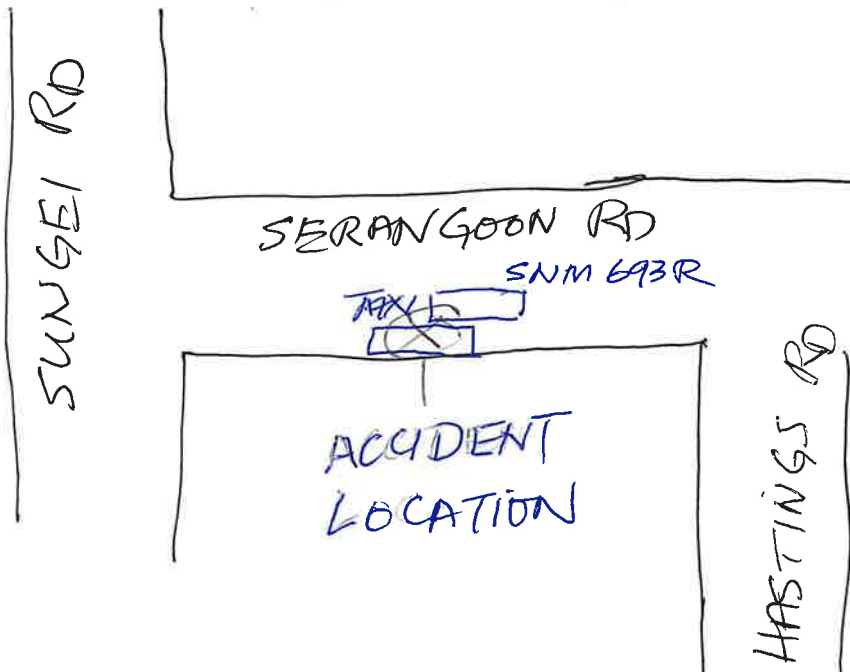 SUNGEI RD
SERANGOON RD
SNM 693R
TAXI
ACCIDENT
LOCATION
HASTINGS RD